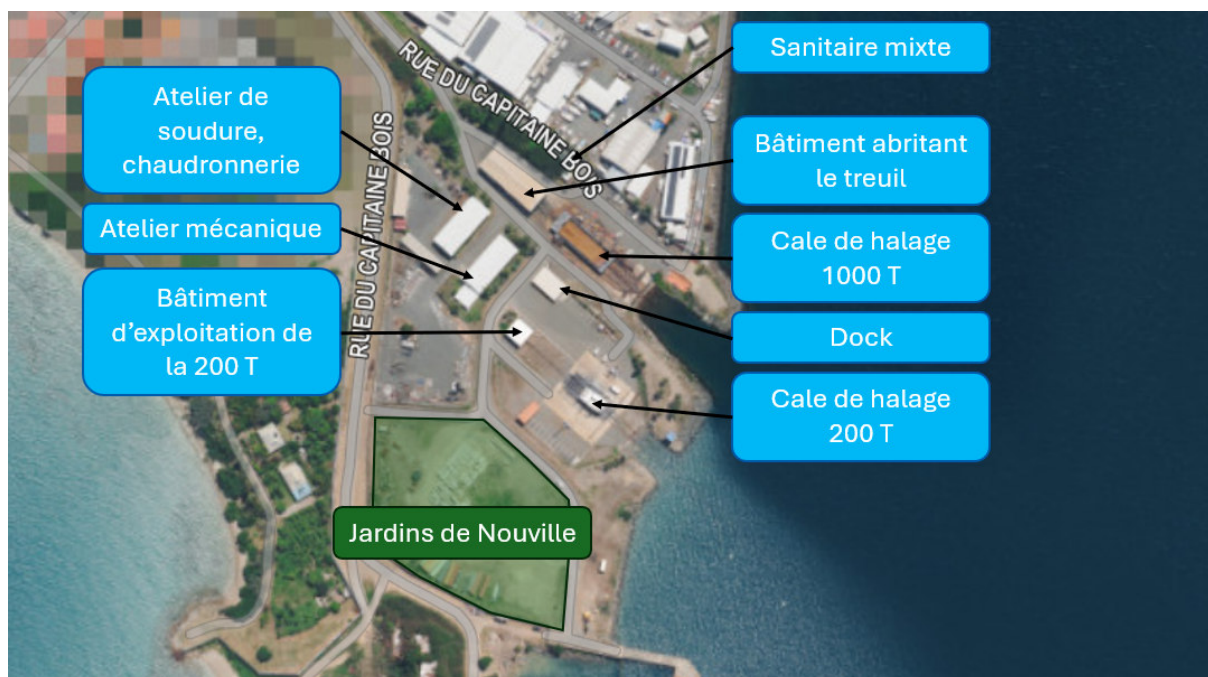 Sanitaire mixte
RUE DU CAPITAINE BOIS
Atelier de
soudure,
chaudronnerie
Bâtiment abritant
le treuil
RUE DU CAPITAINE BOIS
Atelier mécanique
Cale de halage
1000 T
Bâtiment
d’exploitation de
la 200 T
Dock
Cale de halage
200 T
Jardins de Nouville